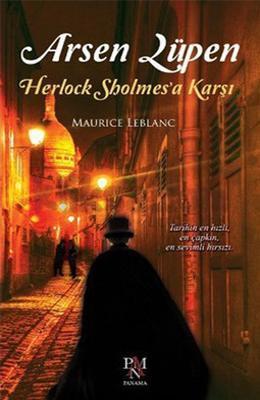 Arsen Lüpen
Herlock Sholmes'a Karşı
MAURICE LEBLANC
Tarihin en hızlı,
en çapkın,
en sevimli hırsızı.
PMN
PANAMA